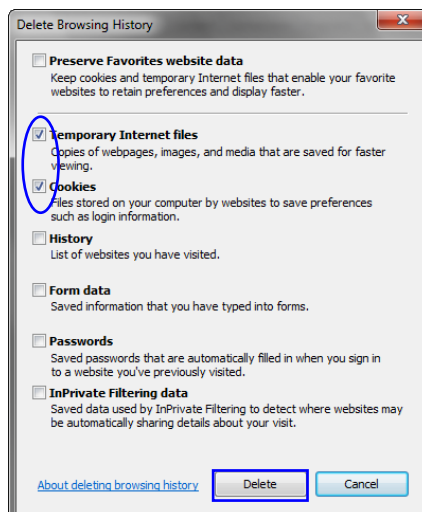 Delete Browsing History
Preserve Favorites website data
Keep cookies and temporary Internet files that enable your favorite
websites to retain preferences and display faster.
Temporary Internet files
Copies of webpages, images, and media that are saved for faster
viewing.
Cookies
Files stored on your computer by websites to save preferences
such as login information.
History
List of websites you have visited.
Form data
Saved information that you have typed into forms.
Passwords
Saved passwords that are automatically filled in when you sign in
to a website you've previously visited.
InPrivate Filtering data
Saved data used by InPrivate Filtering to detect where websites may
be automatically sharing details about your visit.
About deleting browsing history Delete Cancel